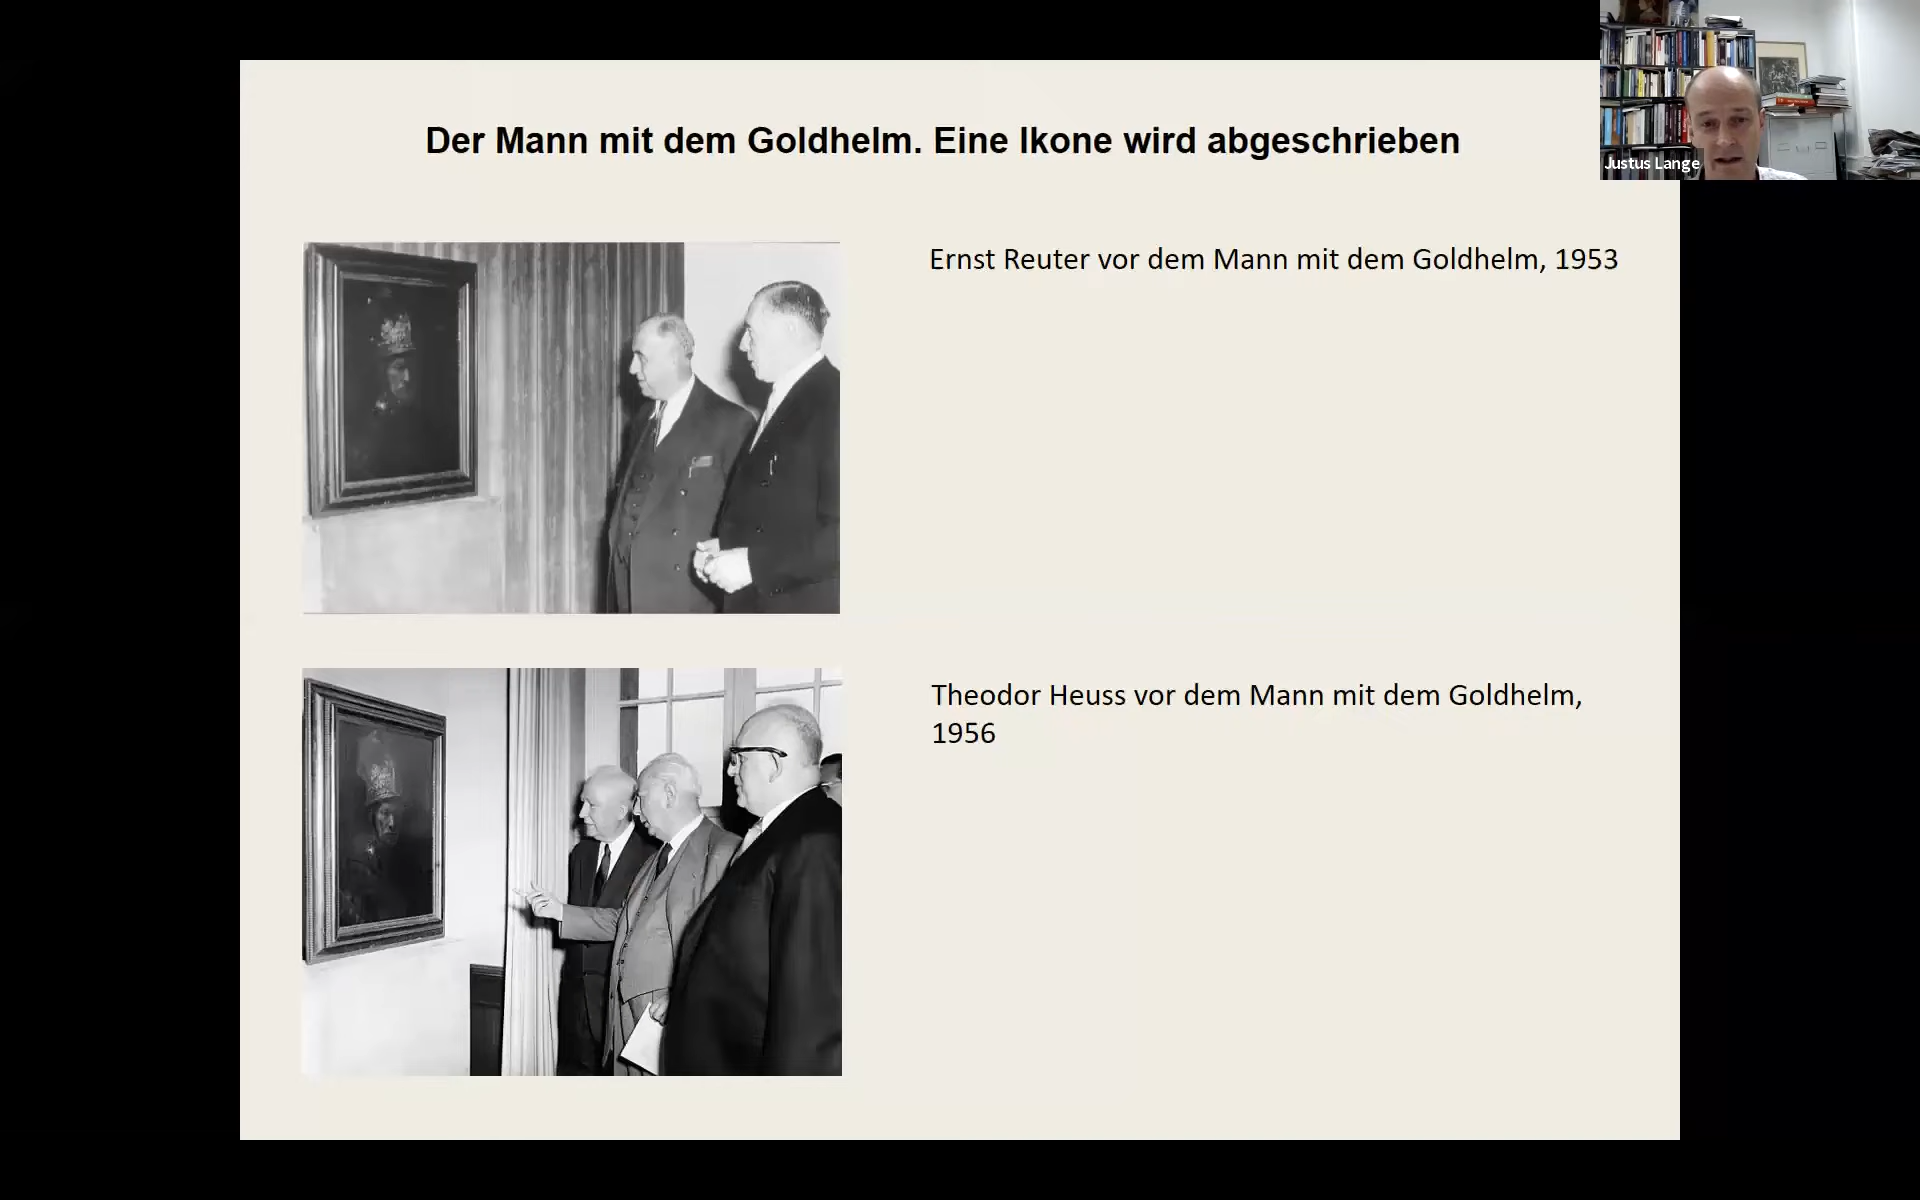 Der Mann mit dem Goldhelm. Eine Ikone wird abgeschrieben
Justus Lange
Ernst Reuter vor dem Mann mit dem Goldhelm, 1953
Theodor Heuss vor dem Mann mit dem Goldhelm,
1956